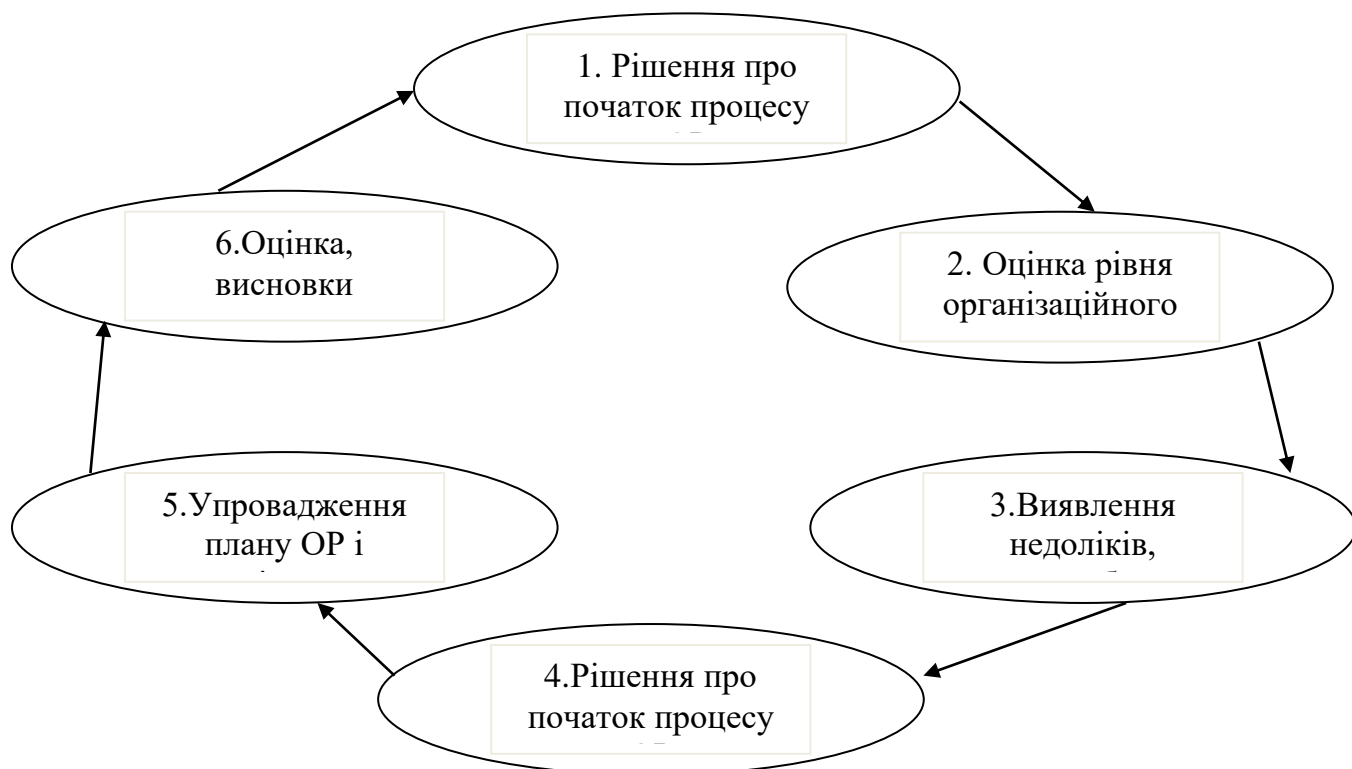 1. Рішення про
початок процесу
2. Оцінка рівня
організаційного
3.Виявлення
недоліків,
4.Рішення про
початок процесу
5.Упровадження
плану ОР і
6.Оцінка,
висновки